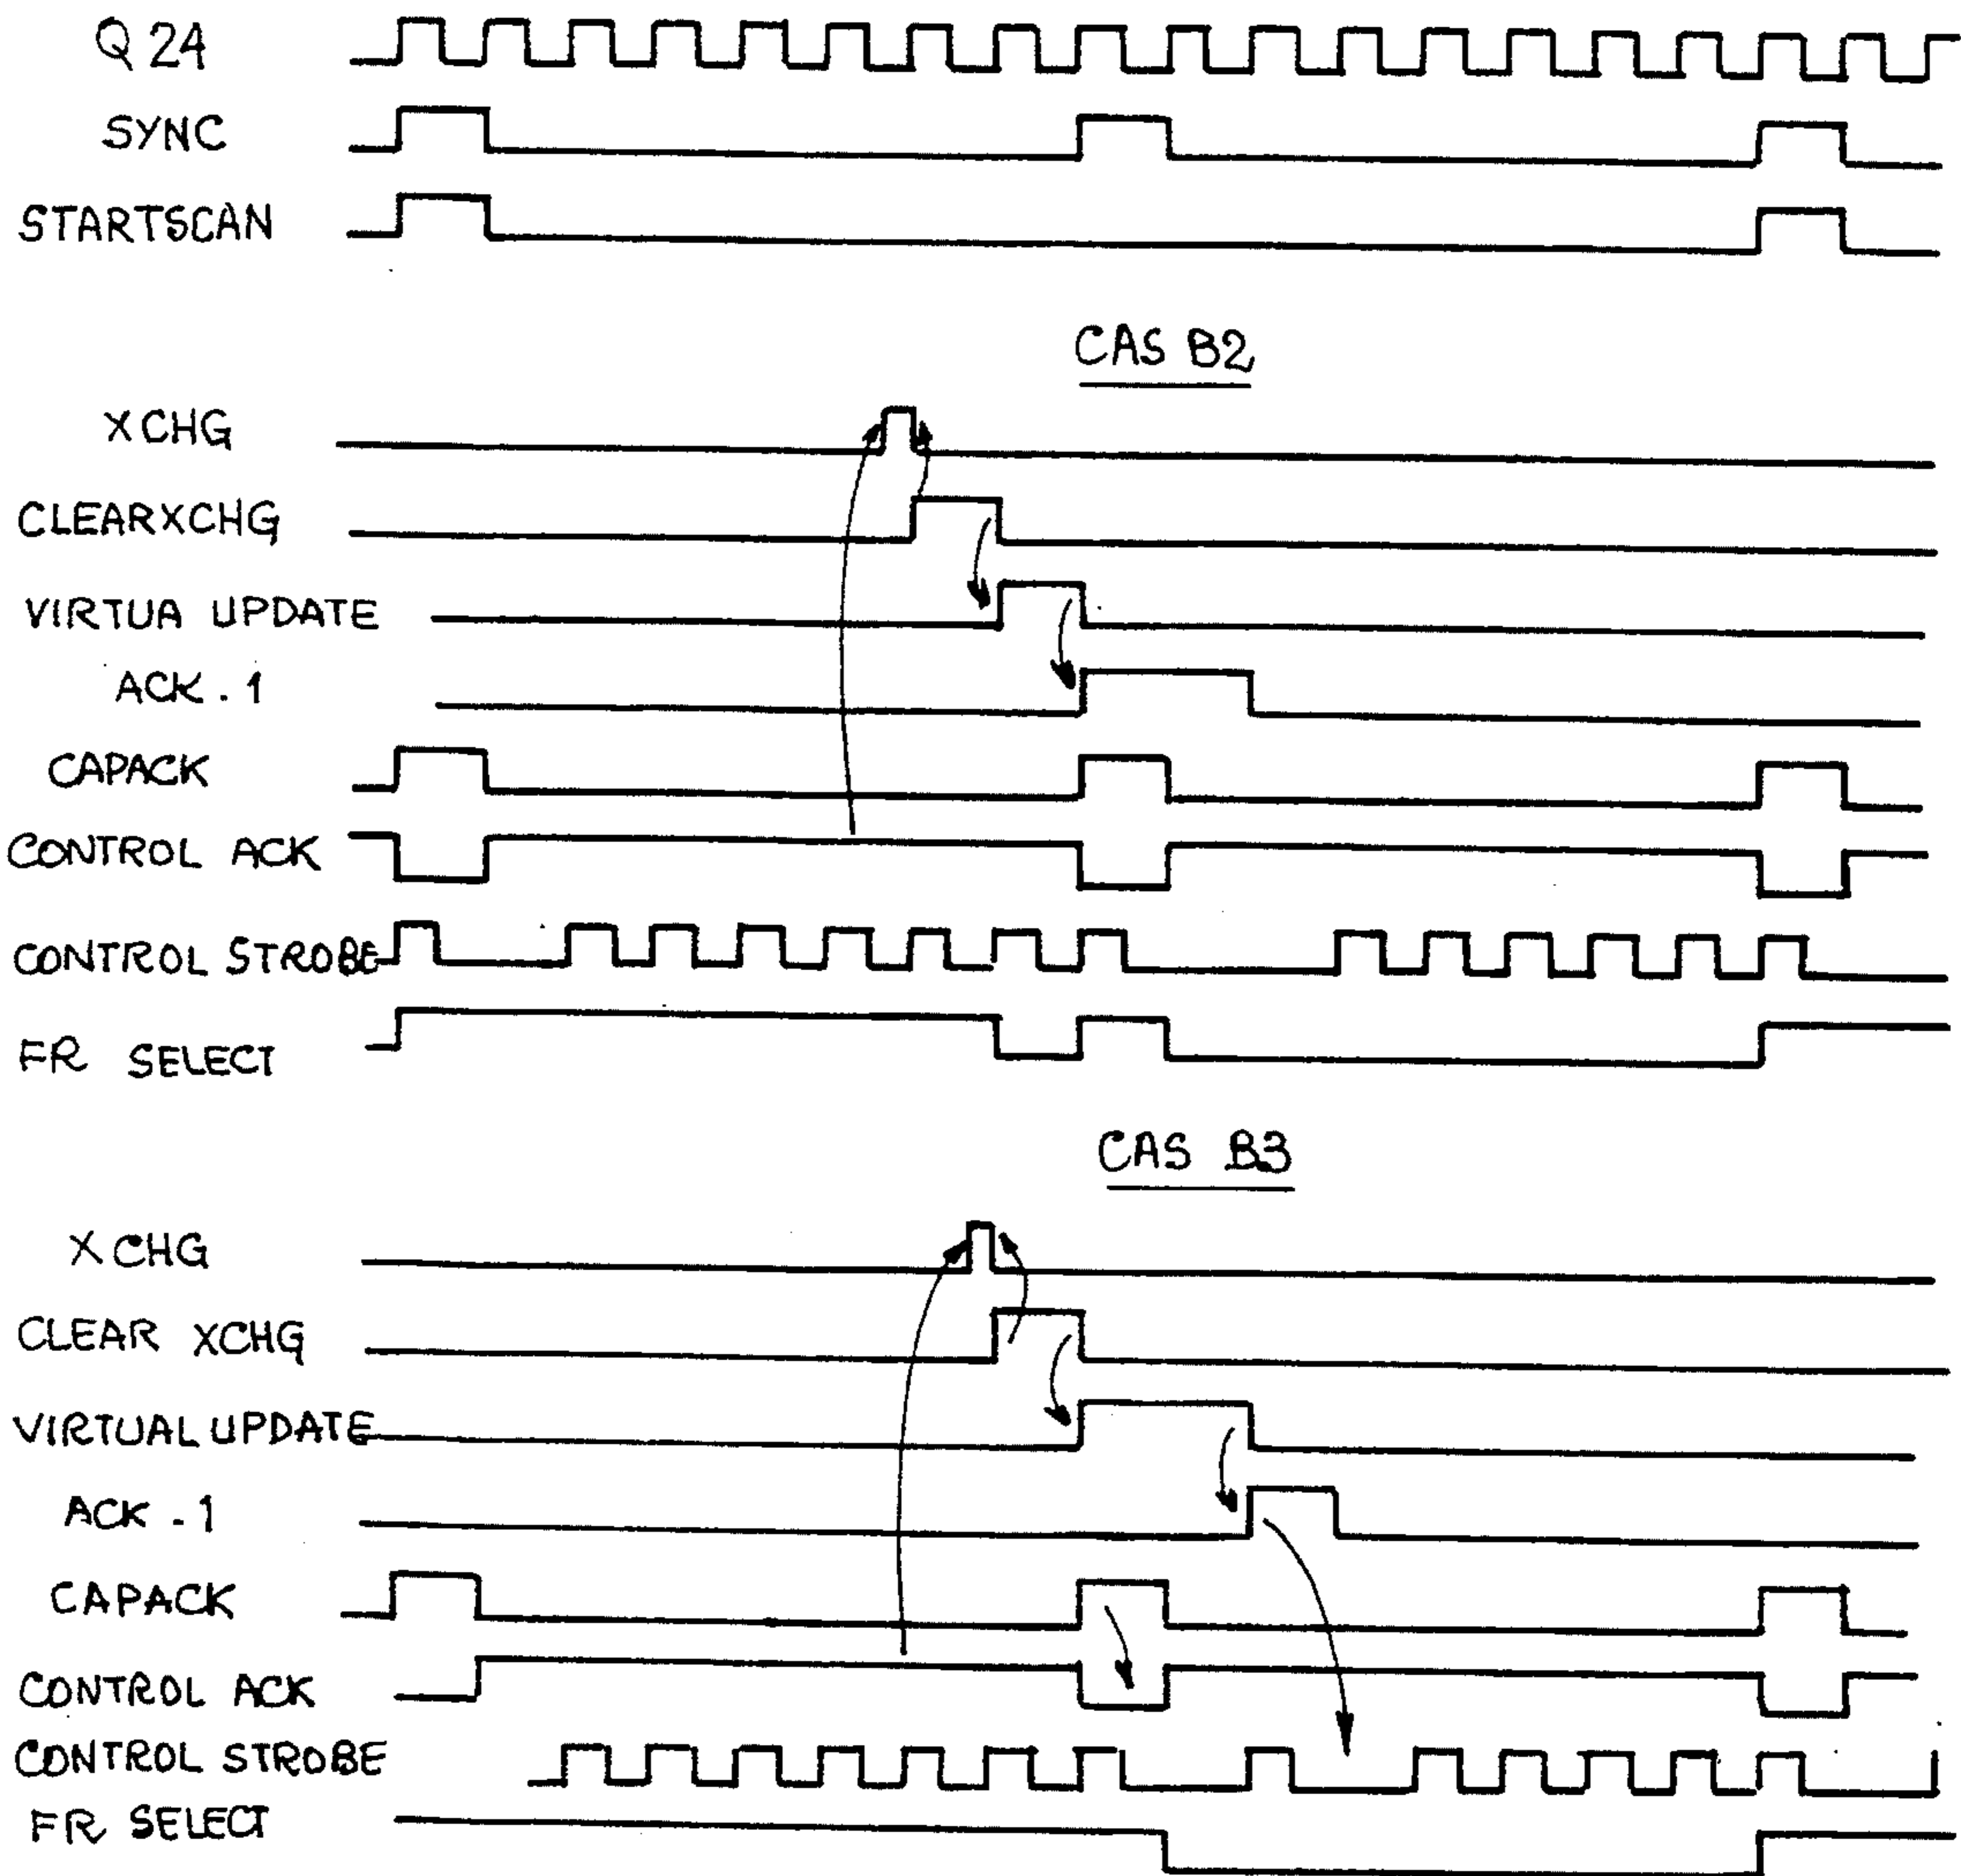 Q 24
SYNC
STARTSCAN
CAS B2
XCHG
CLEARXCHG
VIRTUA UPDATE
ACK.1
CAPACK
CONTROL ACK
CONTROL STROBE
FR SELECT
CAS B3
XCHG
CLEAR XCHG
VIRTUAL UPDATE
ACK-1
CAPACK
CONTROL ACK
CONTROL STROBE
FR SELECT